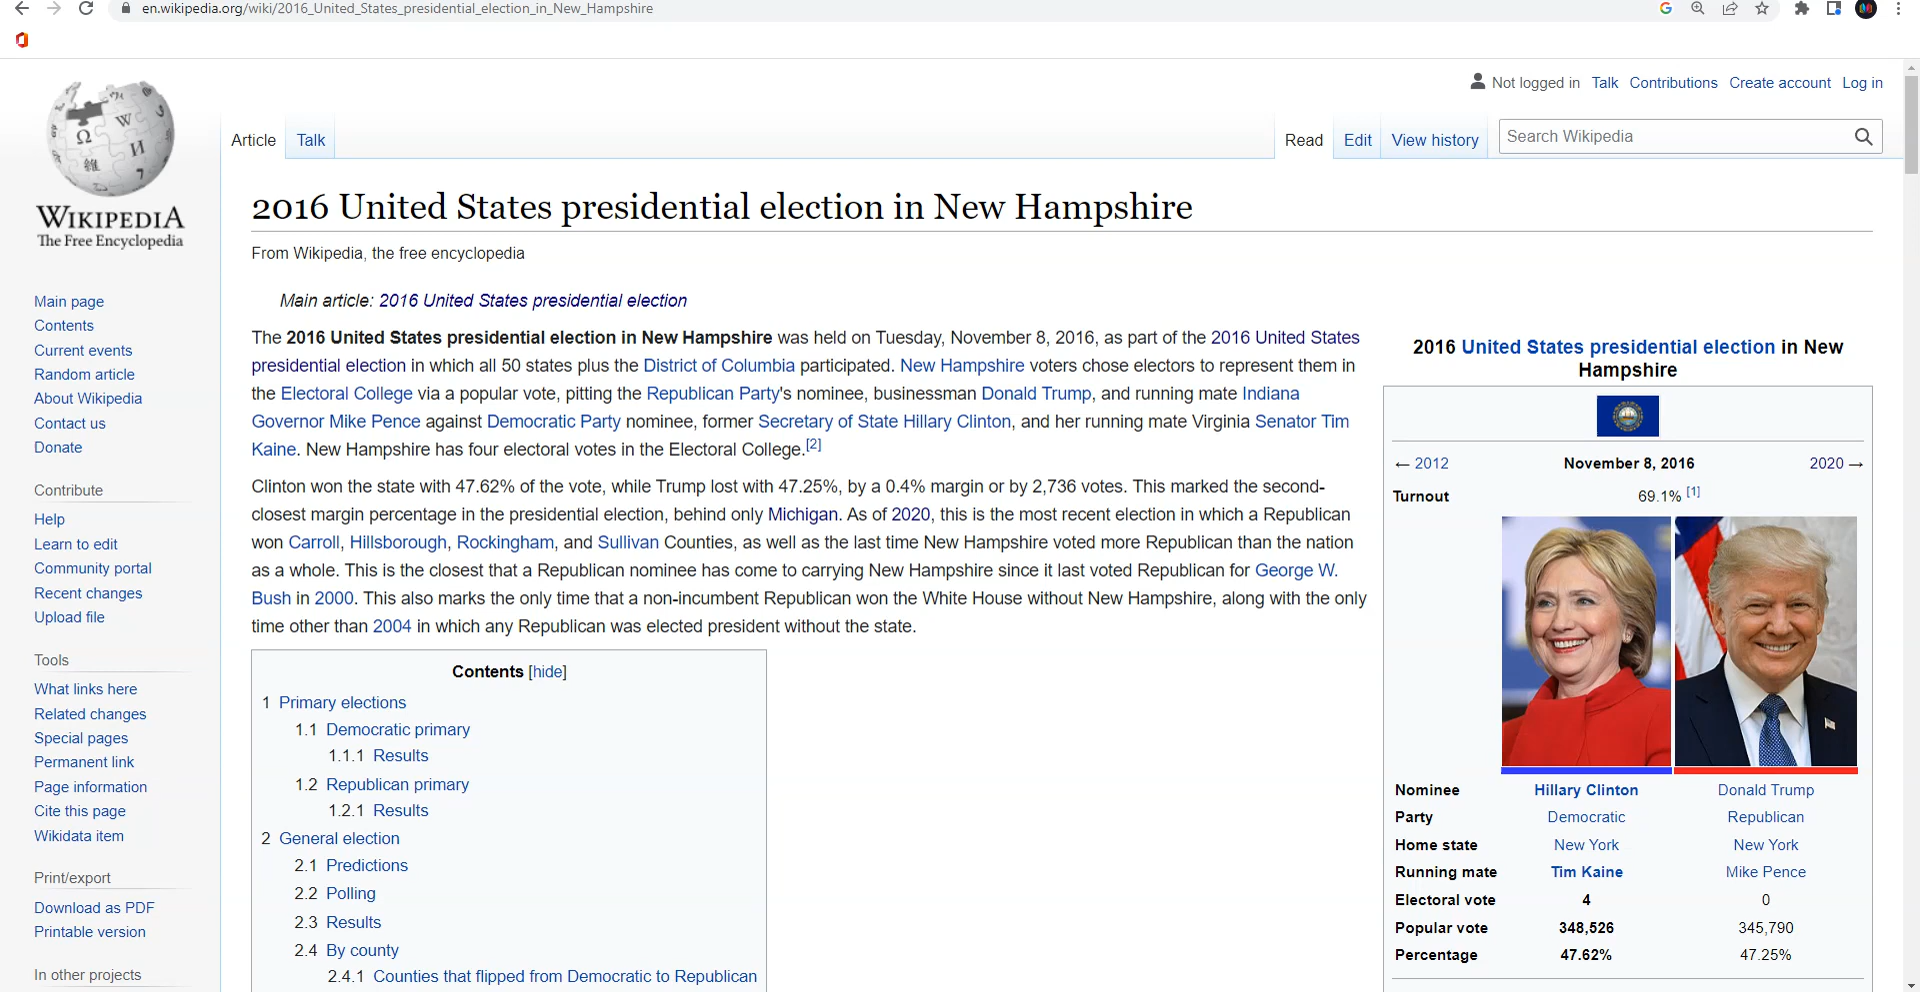 en.wikipedia.org/wiki/2016_United_States_presidential_election_in_New_Hampshire
Not logged in Talk Contributions Create account Log in
Article Talk Read Edit View history Search Wikipedia
WIKIPEDIA
The Free Encyclopedia
Main page
Contents
Current events
Random article
About Wikipedia
Contact us
Donate
Contribute
Help
Learn to edit
Community portal
Recent changes
Upload file
Tools
What links here
Related changes
Special pages
Permanent link
Page information
Cite this page
Wikidata item
Print/export
Download as PDF
Printable version
In other projects
2016 United States presidential election in New Hampshire
From Wikipedia, the free encyclopedia
Main article: 2016 United States presidential election
The 2016 United States presidential election in New Hampshire was held on Tuesday, November 8, 2016, as part of the 2016 United States
presidential election in which all 50 states plus the District of Columbia participated. New Hampshire voters chose electors to represent them in
the Electoral College via a popular vote, pitting the Republican Party's nominee, businessman Donald Trump, and running mate Indiana
Governor Mike Pence against Democratic Party nominee, former Secretary of State Hillary Clinton, and her running mate Virginia Senator Tim
Kaine. New Hampshire has four electoral votes in the Electoral College.[2]
Clinton won the state with 47.62% of the vote, while Trump lost with 47.25%, by a 0.4% margin or by 2,736 votes. This marked the second-
closest margin percentage in the presidential election, behind only Michigan. As of 2020, this is the most recent election in which a Republican
won Carroll, Hillsborough, Rockingham, and Sullivan Counties, as well as the last time New Hampshire voted more Republican than the nation
as a whole. This is the closest that a Republican nominee has come to carrying New Hampshire since it last voted Republican for George W.
Bush in 2000. This also marks the only time that a non-incumbent Republican won the White House without New Hampshire, along with the only
time other than 2004 in which any Republican was elected president without the state.
Contents [hide]
1 Primary elections
1.1 Democratic primary
1.1.1 Results
1.2 Republican primary
1.2.1 Results
2 General election
2.1 Predictions
2.2 Polling
2.3 Results
2.4 By county
2.4.1 Counties that flipped from Democratic to Republican
2016 United States presidential election in New
Hampshire
← 2012 November 8, 2016 2020 →
Turnout 69.1% [1]
Nominee Hillary Clinton Donald Trump
Party Democratic Republican
Home state New York New York
Running mate Tim Kaine Mike Pence
Electoral vote 4 0
Popular vote 348,526 345,790
Percentage 47.62% 47.25%